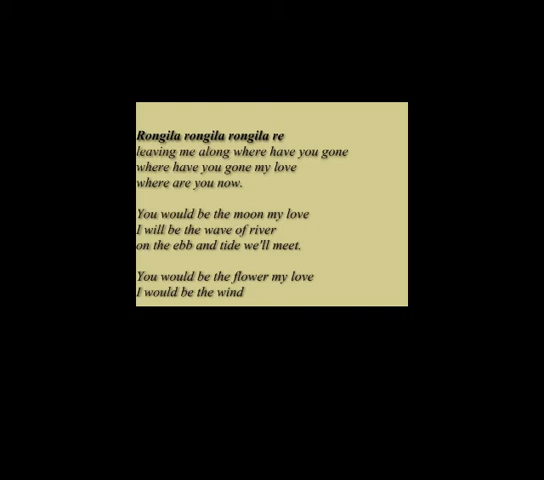 Rongila rongila rongila re
leaving me along where have you gone
where have you gone my love
where are you now.
You would be the moon my love
I will be the wave of river
on the ebb and tide we'll meet.
You would be the flower my love
I would be the wind